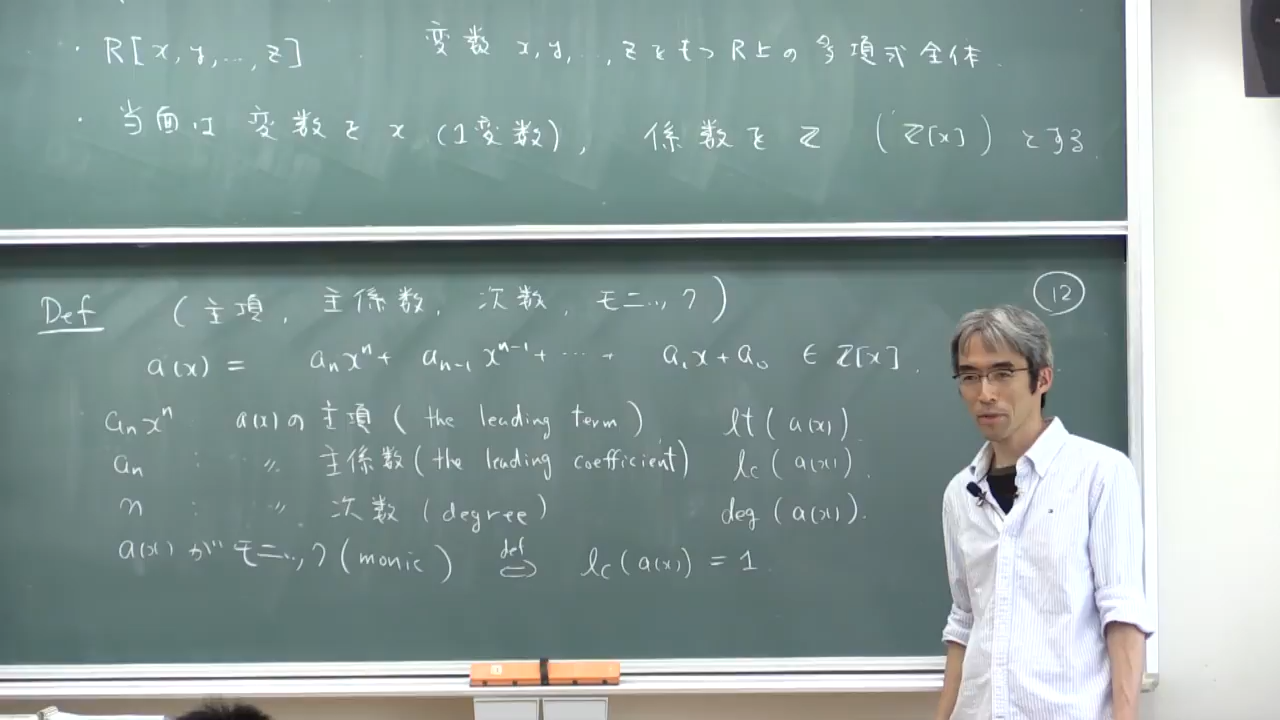 ・R[x, y, …, z] . 変数 x, y, …, z をもつ R上の多項式全体.
・当面は 変数を x (1変数), 係数を ℤ (ℤ[x]) とする.
Def (主項, 主係数, 次数, モニック) ⑫
a(x) = aₙxⁿ + aₙ₋₁xⁿ⁻¹ + … + a₁x + a₀ ∈ ℤ[x].
aₙxⁿ : a(x)の主項 (the leading term) lt(a(x)).
aₙ : 〃 主係数 (the leading coefficient) lc(a(x)).
n : 〃 次数 (degree) deg(a(x)).
a(x) が モニック (monic) ⇔(def) lc(a(x)) = 1.